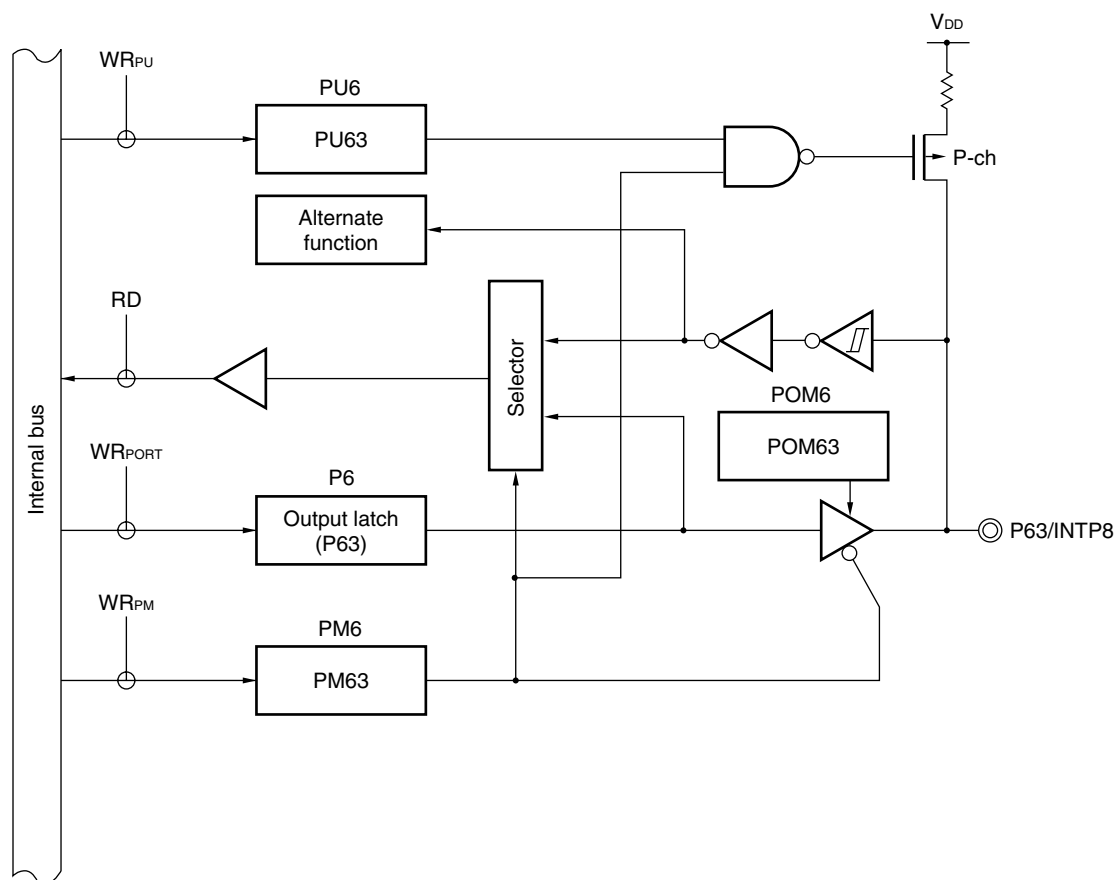 VDD
WRPU
PU6
PU63
P-ch
Alternate
function
RD
Selector
POM6
POM63
Internal bus
WRPORT
P6
Output latch
(P63)
P63/INTP8
WRPM
PM6
PM63